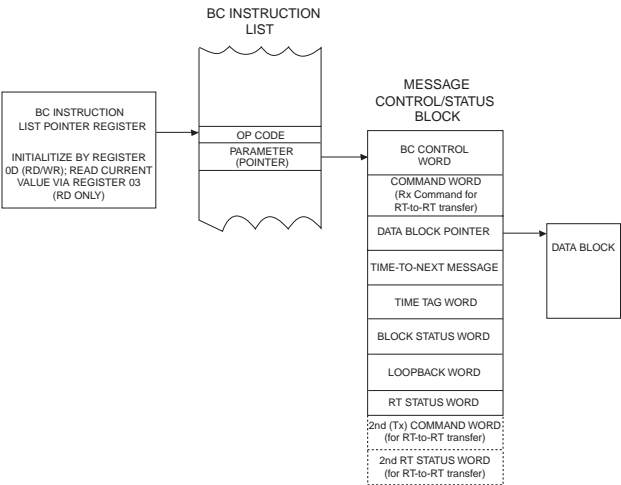 BC INSTRUCTION
LIST
BC INSTRUCTION
LIST POINTER REGISTER
INITIALITIZE BY REGISTER
0D (RD/WR); READ CURRENT
VALUE VIA REGISTER 03
(RD ONLY)
OP CODE
PARAMETER
(POINTER)
MESSAGE
CONTROL/STATUS
BLOCK
BC CONTROL
WORD
COMMAND WORD
(Rx Command for
RT-to-RT transfer)
DATA BLOCK POINTER
TIME-TO-NEXT MESSAGE
TIME TAG WORD
BLOCK STATUS WORD
LOOPBACK WORD
RT STATUS WORD
2nd (Tx) COMMAND WORD
(for RT-to-RT transfer)
2nd RT STATUS WORD
(for RT-to-RT transfer)
DATA BLOCK